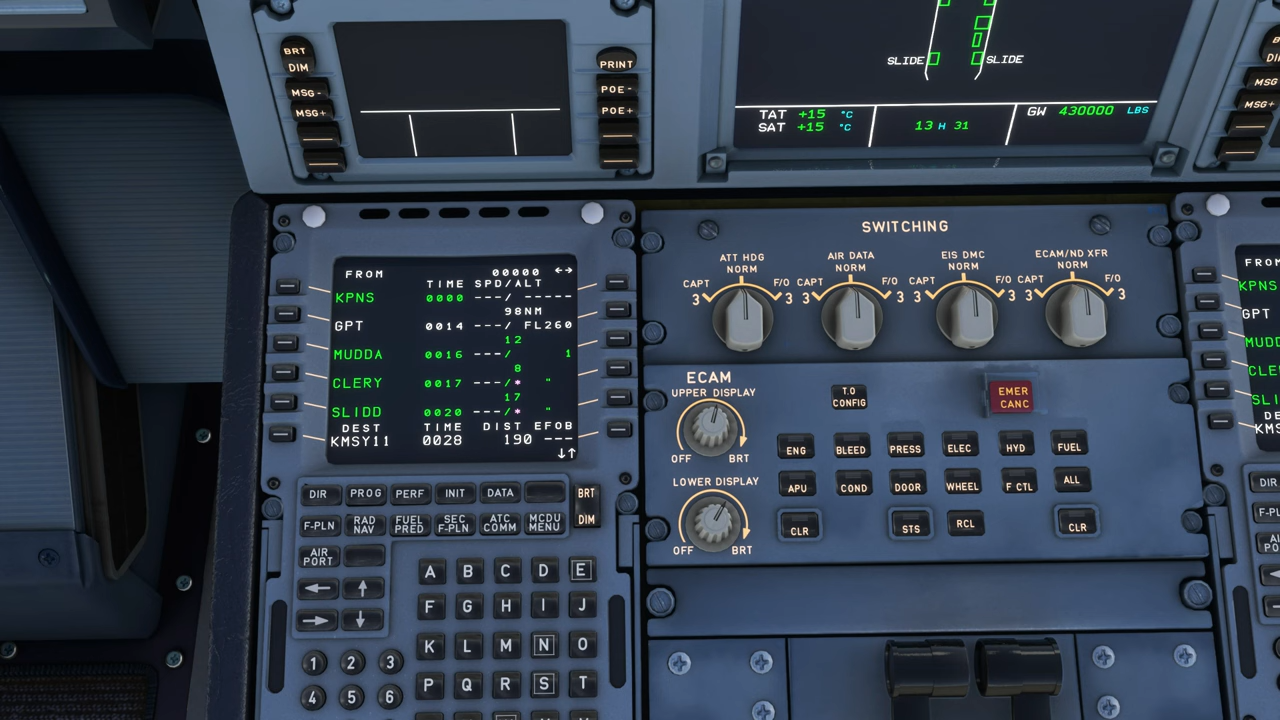 BRT
DIM
MSG-
MSG+
PRINT
POE-
POE+
SLIDE
SLIDE
TAT +15 °C
SAT +15 °C
13 H 31
GW 430000 LBS
MSG+
FROM 00000 ←→
TIME SPD/ALT
KPNS 0000 ---/ -----
98NM
GPT 0014 ---/ FL260
12
MUDDA 0016 ---/ 1
8
CLERY 0017 ---/* "
17
SLIDD 0020 ---/* "
DEST TIME DIST EFOB
KMSY11 0028 190 ---
↓↑
DIR PROG PERF INIT DATA
BRT
DIM
F-PLN RAD NAV FUEL PRED SEC F-PLN ATC COMM MCDU MENU
AIR PORT
← ↑
→ ↓
A B C D E
F G H I J
K L M N O
P Q R S T
1 2 3
4 5 6
SWITCHING
ATT HDG
NORM
CAPT 3 F/O 3
AIR DATA
NORM
CAPT 3 F/O 3
EIS DMC
NORM
CAPT 3 F/O 3
ECAM/ND XFR
NORM
CAPT 3 F/O 3
ECAM
UPPER DISPLAY
OFF BRT
LOWER DISPLAY
OFF BRT
T.O CONFIG
EMER CANC
ENG BLEED PRESS ELEC HYD FUEL
APU COND DOOR WHEEL F CTL ALL
CLR STS RCL CLR
FROM
KPNS
GPT
DIR